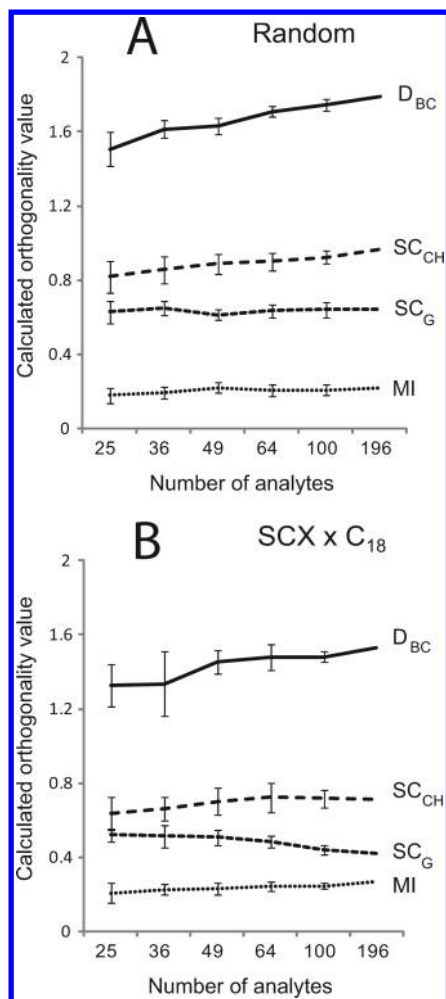 A Random
2
1.6
1.2
0.8
0.4
0
Calculated orthogonality value
D_BC
SC_CH
SC_G
MI
25 36 49 64 100 196
Number of analytes
B SCX x C_18
2
1.6
1.2
0.8
0.4
0
Calculated orthogonality value
D_BC
SC_CH
SC_G
MI
25 36 49 64 100 196
Number of analytes